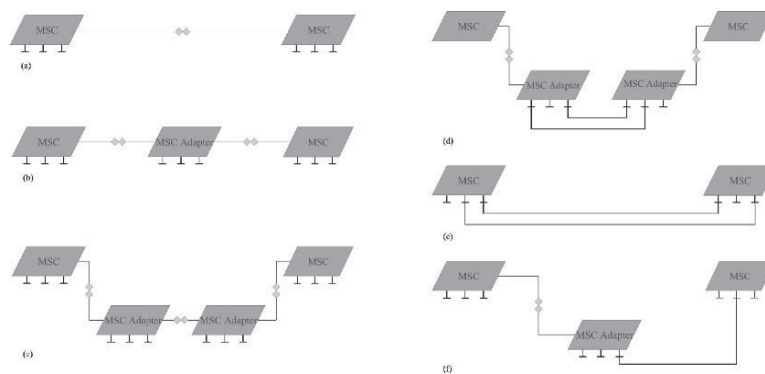 MSC MSC
(a)
MSC MSC Adapter MSC
(b)
MSC MSC
MSC Adapter MSC Adapter
(c)
MSC MSC
MSC Adapter MSC Adapter
(d)
MSC MSC
(e)
MSC MSC
MSC Adapter
(f)